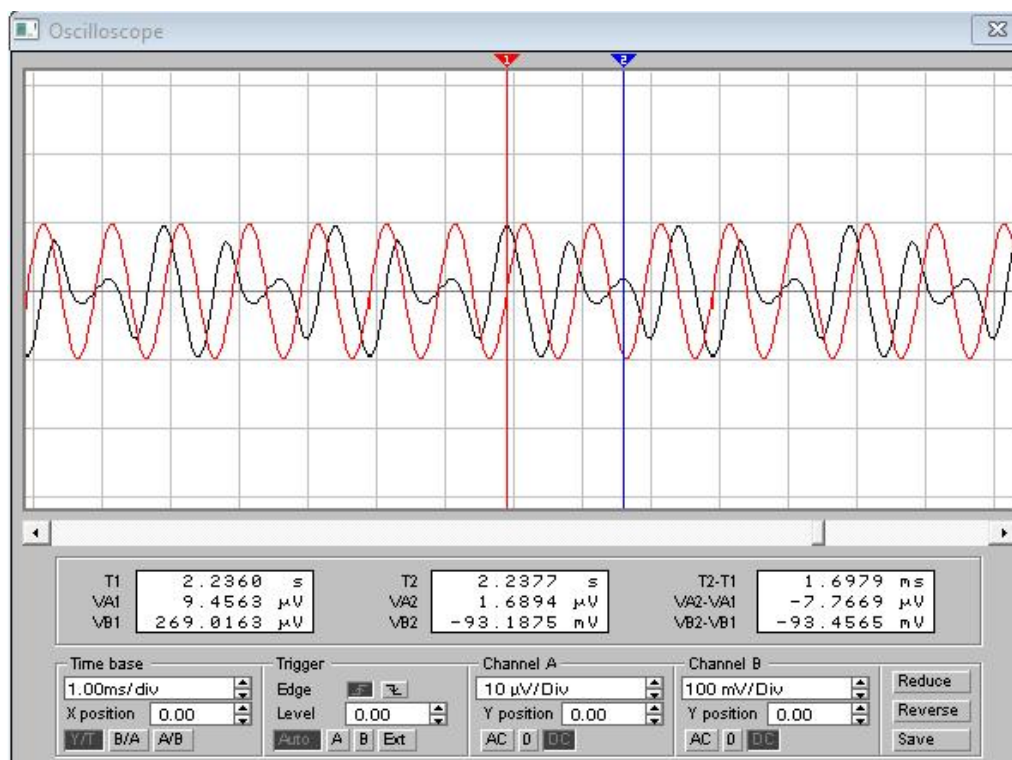 Oscilloscope
1 2
T1 2.2360 s T2 2.2377 s T2-T1 1.6979 ms
VA1 9.4563 μV VA2 1.6894 μV VA2-VA1 -7.7669 μV
VB1 269.0163 μV VB2 -93.1875 mV VB2-VB1 -93.4565 mV
Time base Trigger Channel A Channel B
1.00ms/div Edge 10 μV/Div 100 mV/Div Reduce
X position 0.00 Level 0.00 Y position 0.00 Y position 0.00 Reverse
Y/T B/A A/B Auto A B Ext AC 0 DC AC 0 DC Save